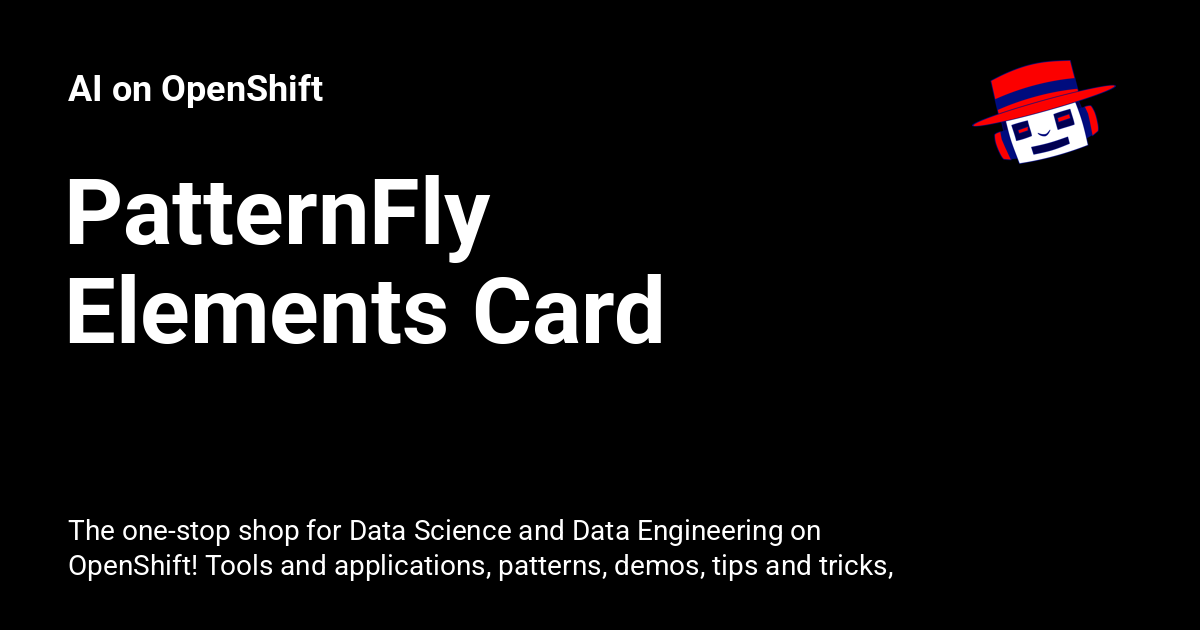 AI on OpenShift
PatternFly
Elements Card
The one-stop shop for Data Science and Data Engineering on
OpenShift! Tools and applications, patterns, demos, tips and tricks,